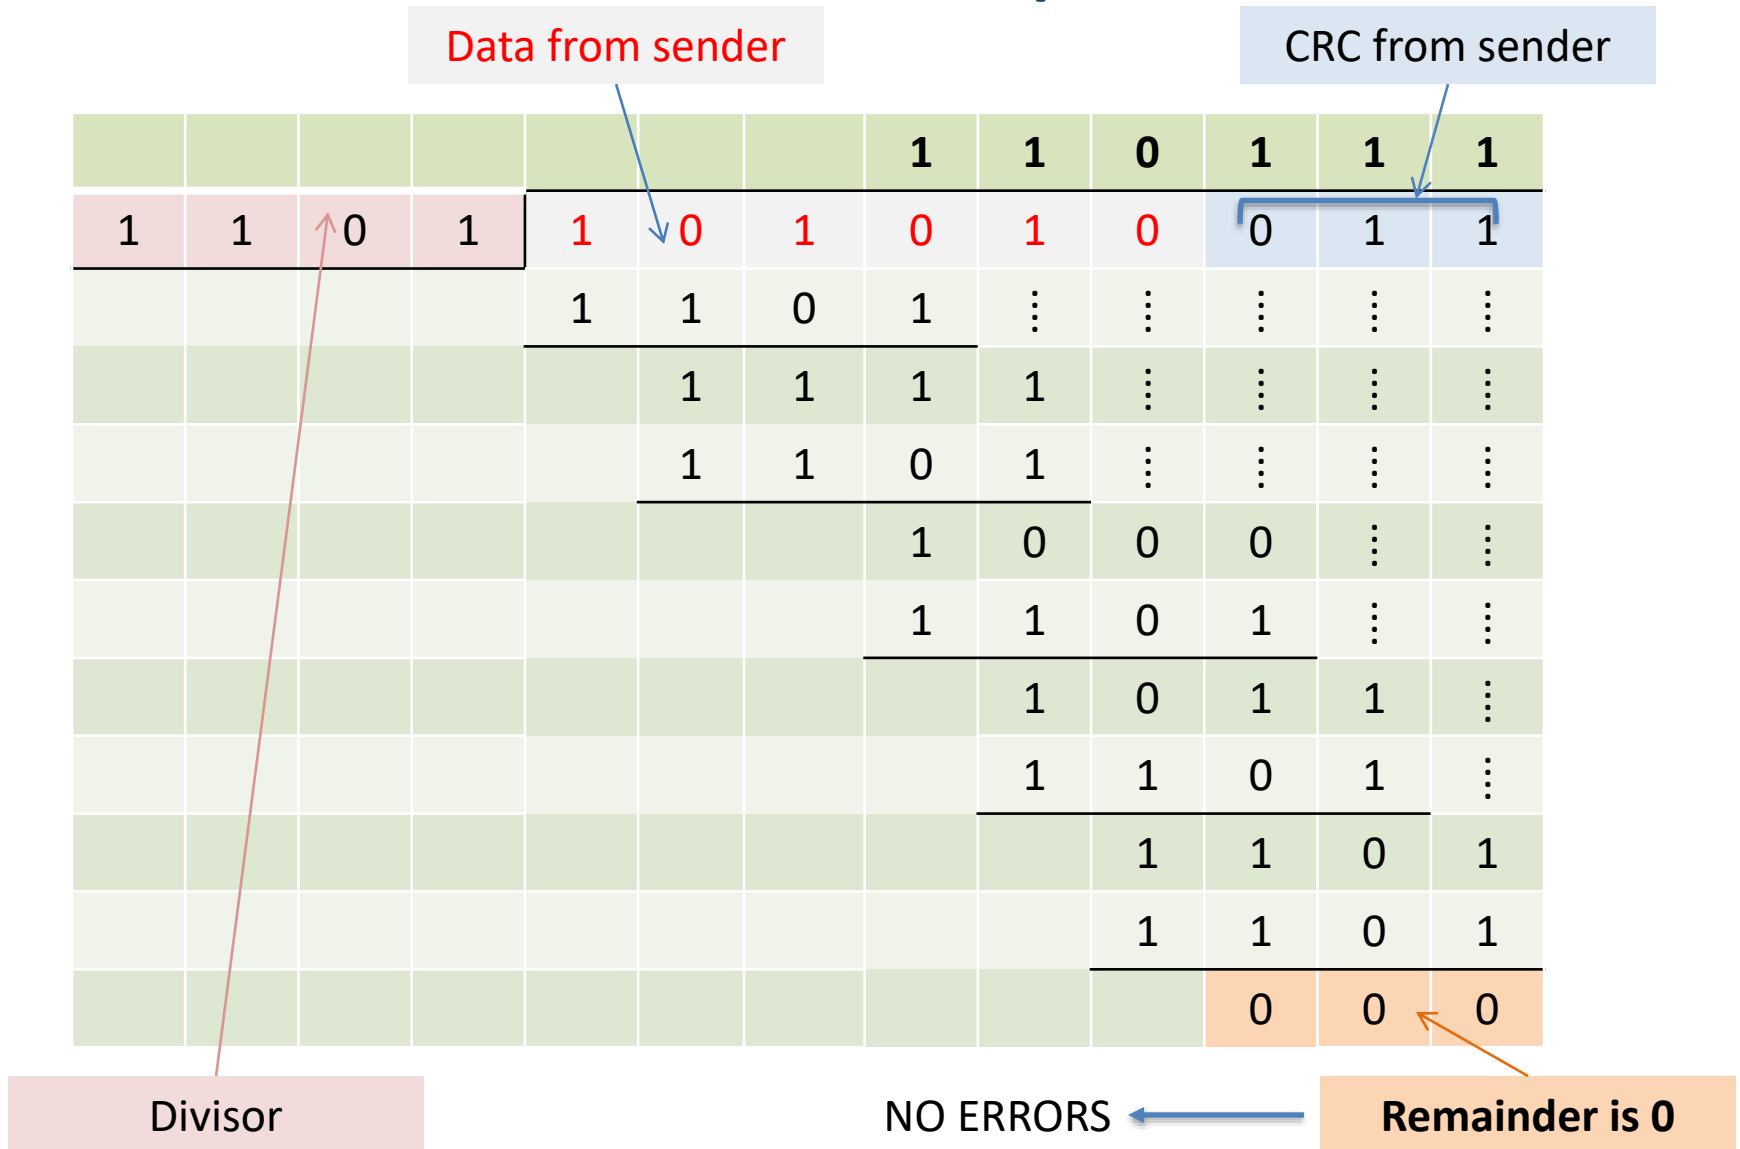 Data from sender
CRC from sender
1 1 0 1 1 1
1 1 0 1 1 0 1 0 1 0 0 1 1
1 1 0 1
1 1 1 1
1 1 0 1
1 0 0 0
1 1 0 1
1 0 1 1
1 1 0 1
1 1 0 1
1 1 0 1
0 0 0
Divisor
NO ERRORS
Remainder is 0